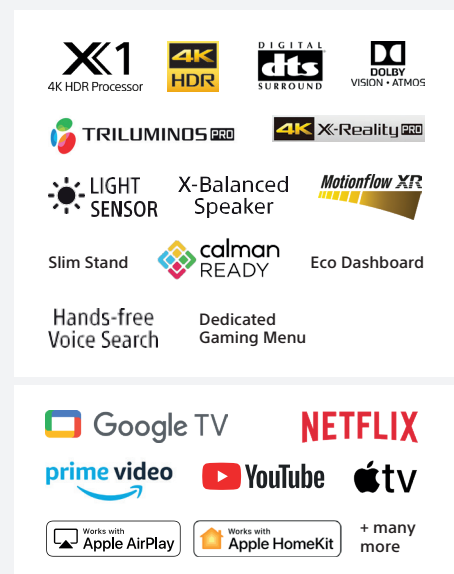 X1
4K HDR Processor
4K
HDR
DIGITAL
dts
SURROUND
DOLBY
VISION • ATMOS
TRILUMINOS PRO
4K X-Reality PRO
LIGHT
SENSOR
X-Balanced
Speaker
Motionflow XR
Slim Stand
calman
READY
Eco Dashboard
Hands-free
Voice Search
Dedicated
Gaming Menu
Google TV
NETFLIX
prime video
YouTube
tv
Works with
Apple AirPlay
Works with
Apple HomeKit
+ many
more